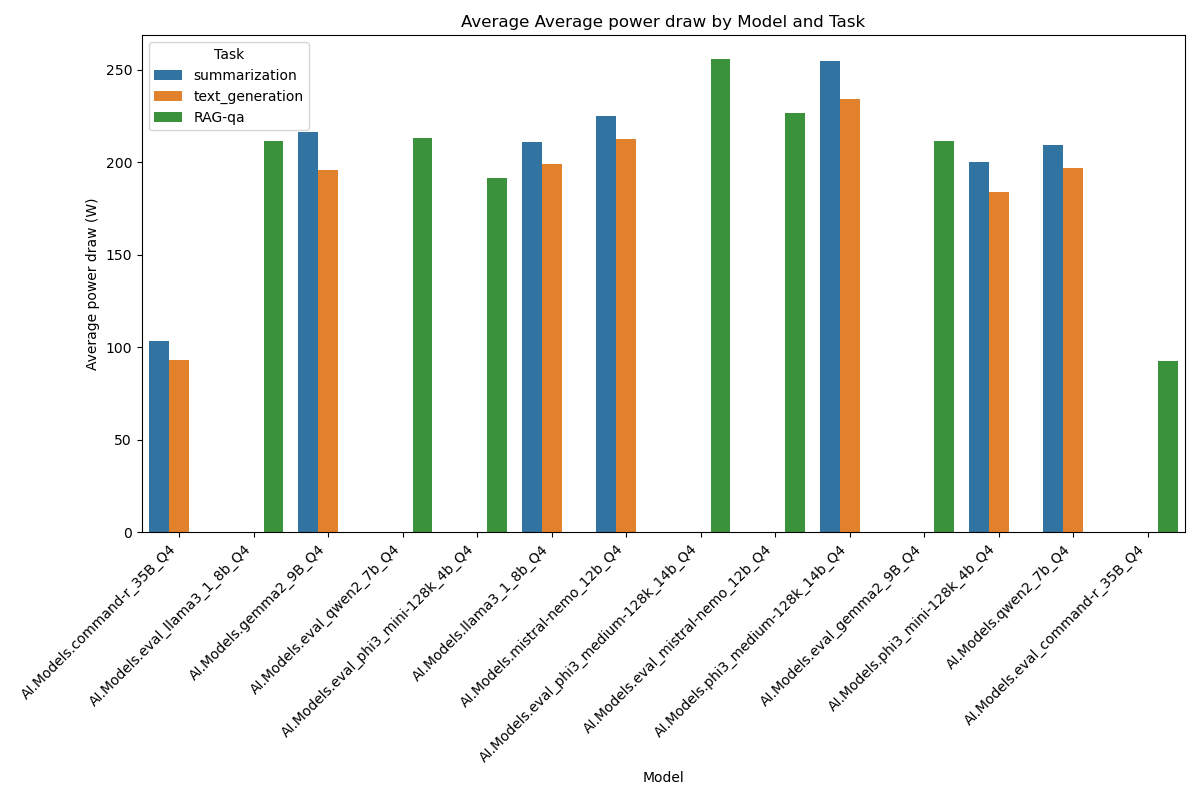 Average Average power draw by Model and Task
Task
summarization
text_generation
RAG-qa
Average power draw (W)
250
200
150
100
50
0
AI.Models.command-r_35B_Q4
AI.Models.eval_llama3_1_8b_Q4
AI.Models.gemma2_9B_Q4
AI.Models.eval_qwen2_7b_Q4
AI.Models.eval_phi3_mini-128k_4b_Q4
AI.Models.llama3_1_8b_Q4
AI.Models.mistral-nemo_12b_Q4
AI.Models.eval_phi3_medium-128k_14b_Q4
AI.Models.eval_mistral-nemo_12b_Q4
AI.Models.phi3_medium-128k_14b_Q4
AI.Models.eval_gemma2_9B_Q4
AI.Models.phi3_mini-128k_4b_Q4
AI.Models.qwen2_7b_Q4
AI.Models.eval_command-r_35B_Q4
Model